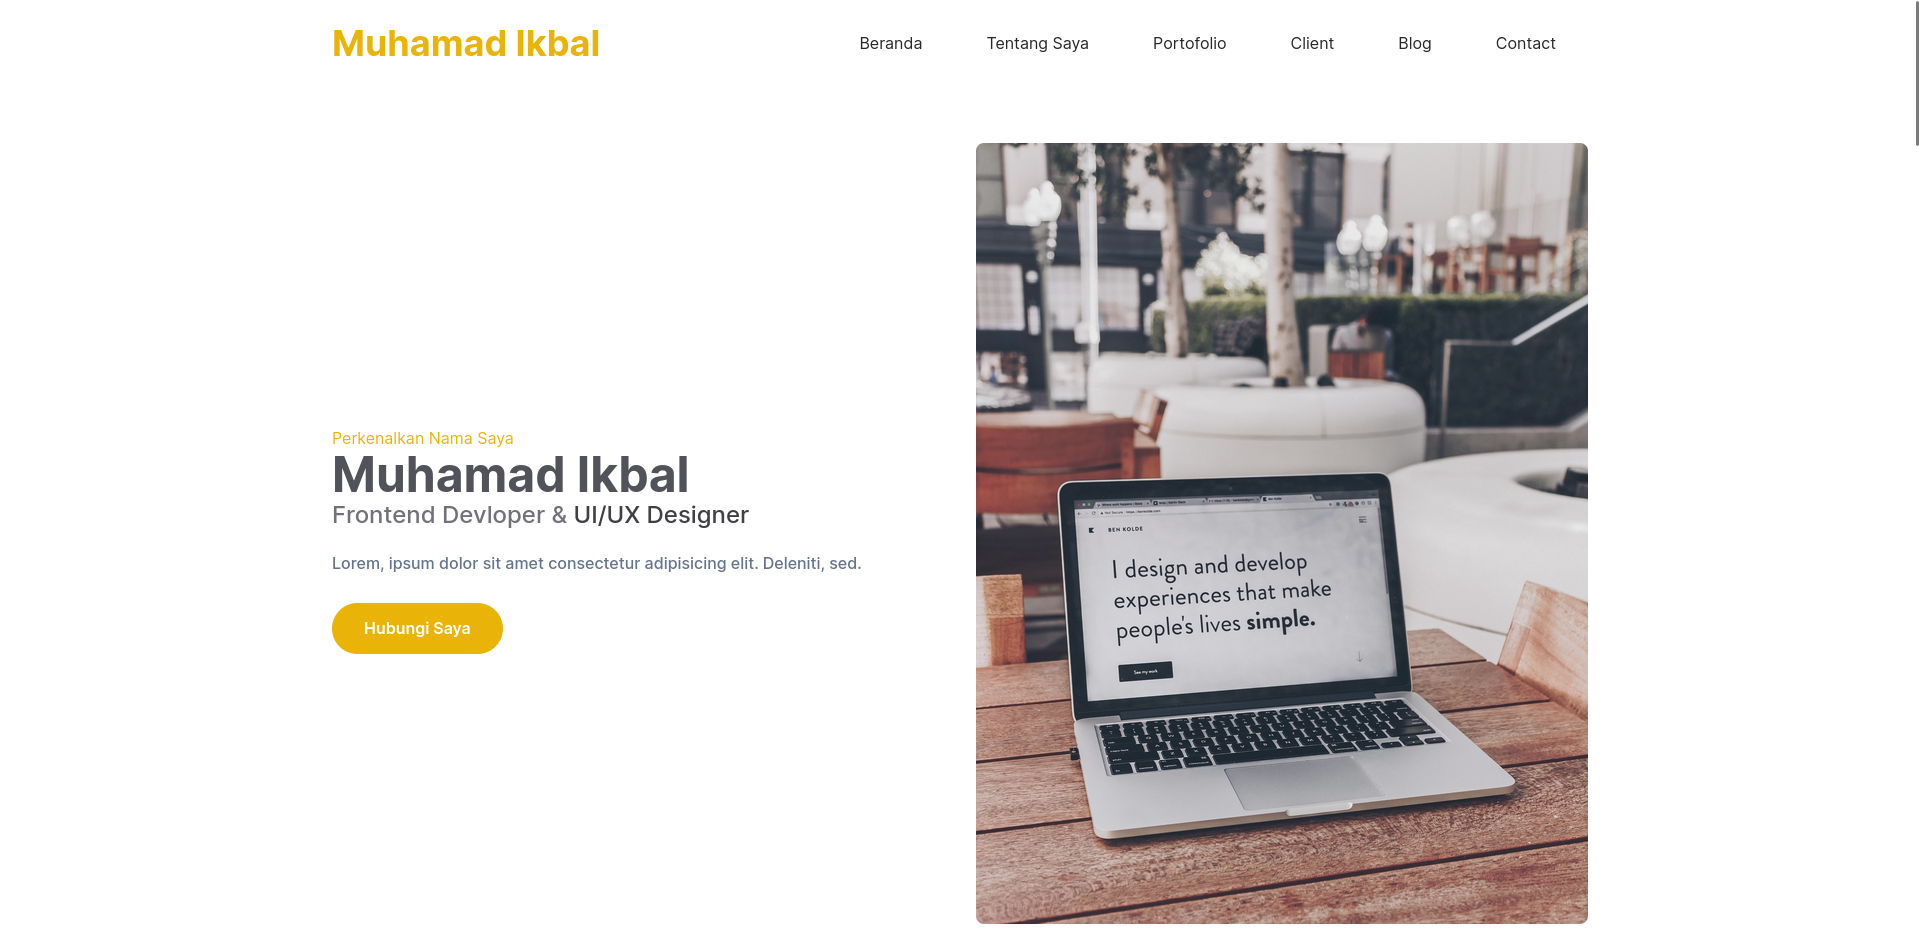 Muhamad Ikbal
Beranda
Tentang Saya
Portofolio
Client
Blog
Contact
Perkenalkan Nama Saya
Muhamad Ikbal
Frontend Devloper & UI/UX Designer
Lorem, ipsum dolor sit amet consectetur adipisicing elit. Deleniti, sed.
Hubungi Saya
BEN KOLDE
I design and develop
experiences that make
people's lives simple.
See my work